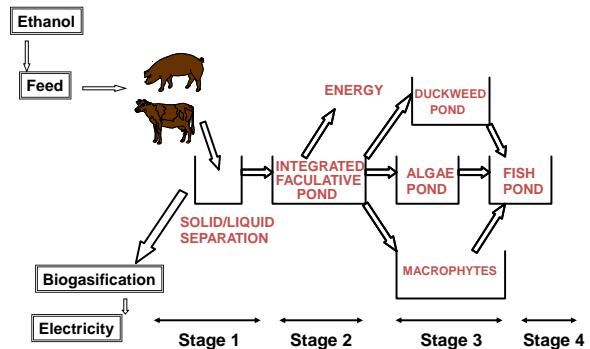 Ethanol
Feed
ENERGY
DUCKWEED
POND
INTEGRATED
FACULATIVE
POND
ALGAE
POND
FISH
POND
SOLID/LIQUID
SEPARATION
MACROPHYTES
Biogasification
Electricity
Stage 1
Stage 2
Stage 3
Stage 4